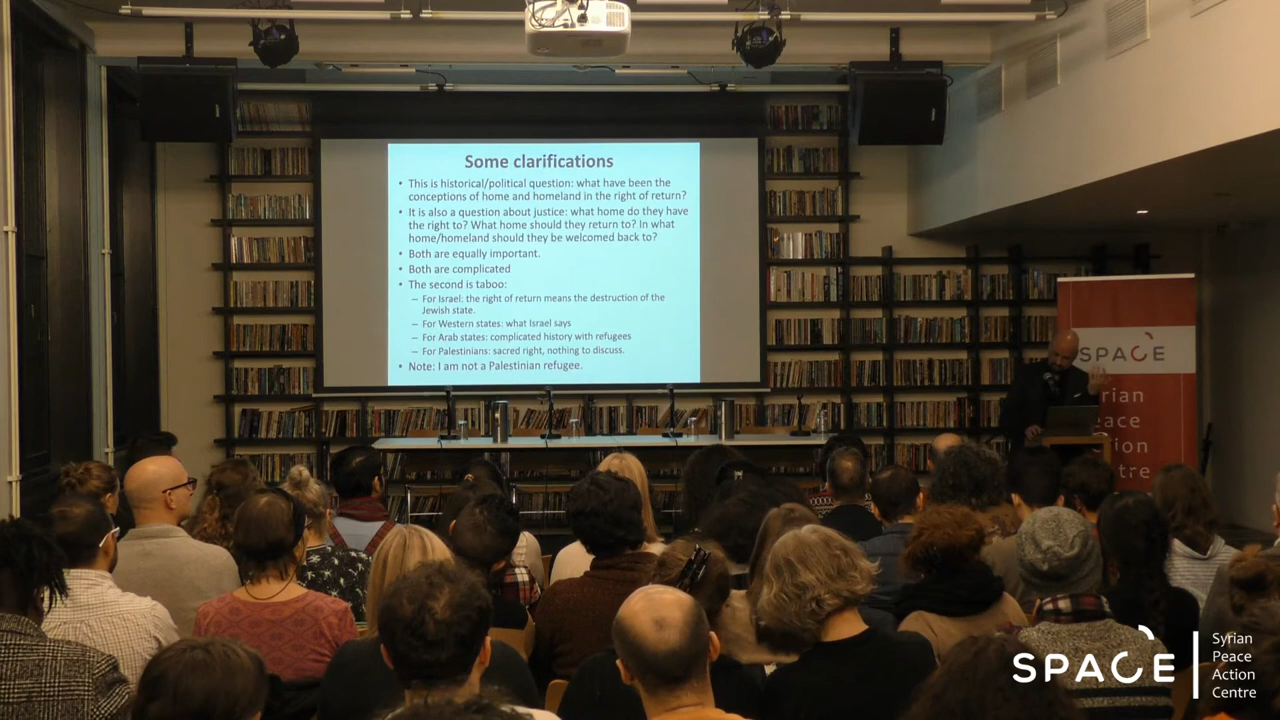 Some clarifications
• This is historical/political question: what have been the
conceptions of home and homeland in the right of return?
• It is also a question about justice: what home do they have
the right to? What home should they return to? In what
home/homeland should they be welcomed back to?
• Both are equally important.
• Both are complicated
• The second is taboo:
– For Israel: the right of return means the destruction of the
Jewish state.
– For Western states: what Israel says
– For Arab states: complicated history with refugees
– For Palestinians: sacred right, nothing to discuss.
• Note: I am not a Palestinian refugee.
SPACE
rian
eace
ction
ntre
SPACE
Syrian
Peace
Action
Centre